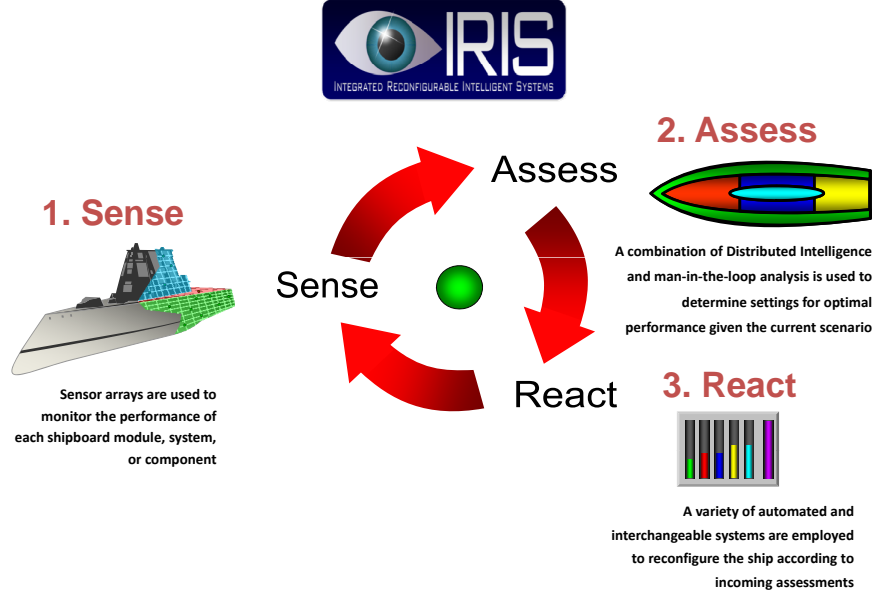 IRIS
INTEGRATED RECONFIGURABLE INTELLIGENT SYSTEMS
1. Sense
Sensor arrays are used to
monitor the performance of
each shipboard module, system,
or component
Sense
Assess
React
2. Assess
A combination of Distributed Intelligence
and man-in-the-loop analysis is used to
determine settings for optimal
performance given the current scenario
3. React
A variety of automated and
interchangeable systems are employed
to reconfigure the ship according to
incoming assessments